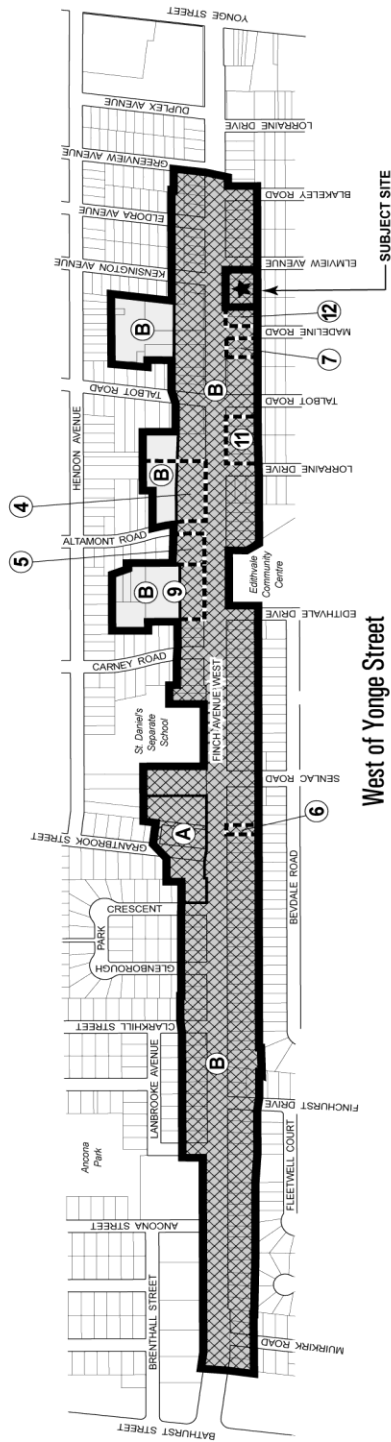 YONGE STREET
DUPLEX AVENUE
GREENVIEW AVENUE
ELDORA AVENUE
KENSINGTON AVENUE
TALBOT ROAD
HENDON AVENUE
ALTAMONT ROAD
CARNEY ROAD
St. Daniel's
Separate
School
GRANTBROOK STREET
PARK
CRESCENT
GLENBOROUGH
CLARKHILL STREET
LANBROOKE AVENUE
Ancona
Park
ANCONA STREET
BRENTHALL STREET
BATHURST STREET
FINCH AVENUE WEST
LORRAINE DRIVE
BLAKELEY ROAD
ELMVIEW AVENUE
MADELINE ROAD
TALBOT ROAD
LORRAINE DRIVE
Edithvale
Community
Centre
EDITHVALE DRIVE
SENLAC ROAD
BEVDALE ROAD
FINCHURST DRIVE
FLEETWELL COURT
MUIRKIRK ROAD
SUBJECT SITE
B
B
B
B
B
A
4
5
9
6
7
11
12
West of Yonge Street